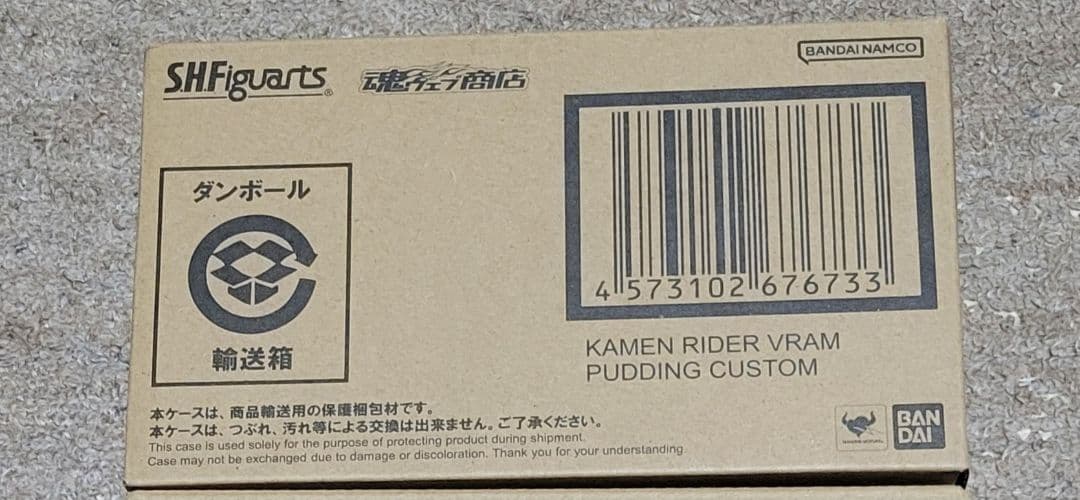 S.H.Figuarts
魂ウェブ商店
BANDAI NAMCO
ダンボール
輸送箱
4 573102 676733
KAMEN RIDER VRAM
PUDDING CUSTOM
本ケースは、商品輸送用の保護梱包材です。
本ケースは、つぶれ、汚れ等による交換は出来ません。ご了承ください。
This case is used solely for the purpose of protecting product during shipment.
Case may not be exchanged due to damage or discoloration. Thank you for your understanding.
BAN
DAI